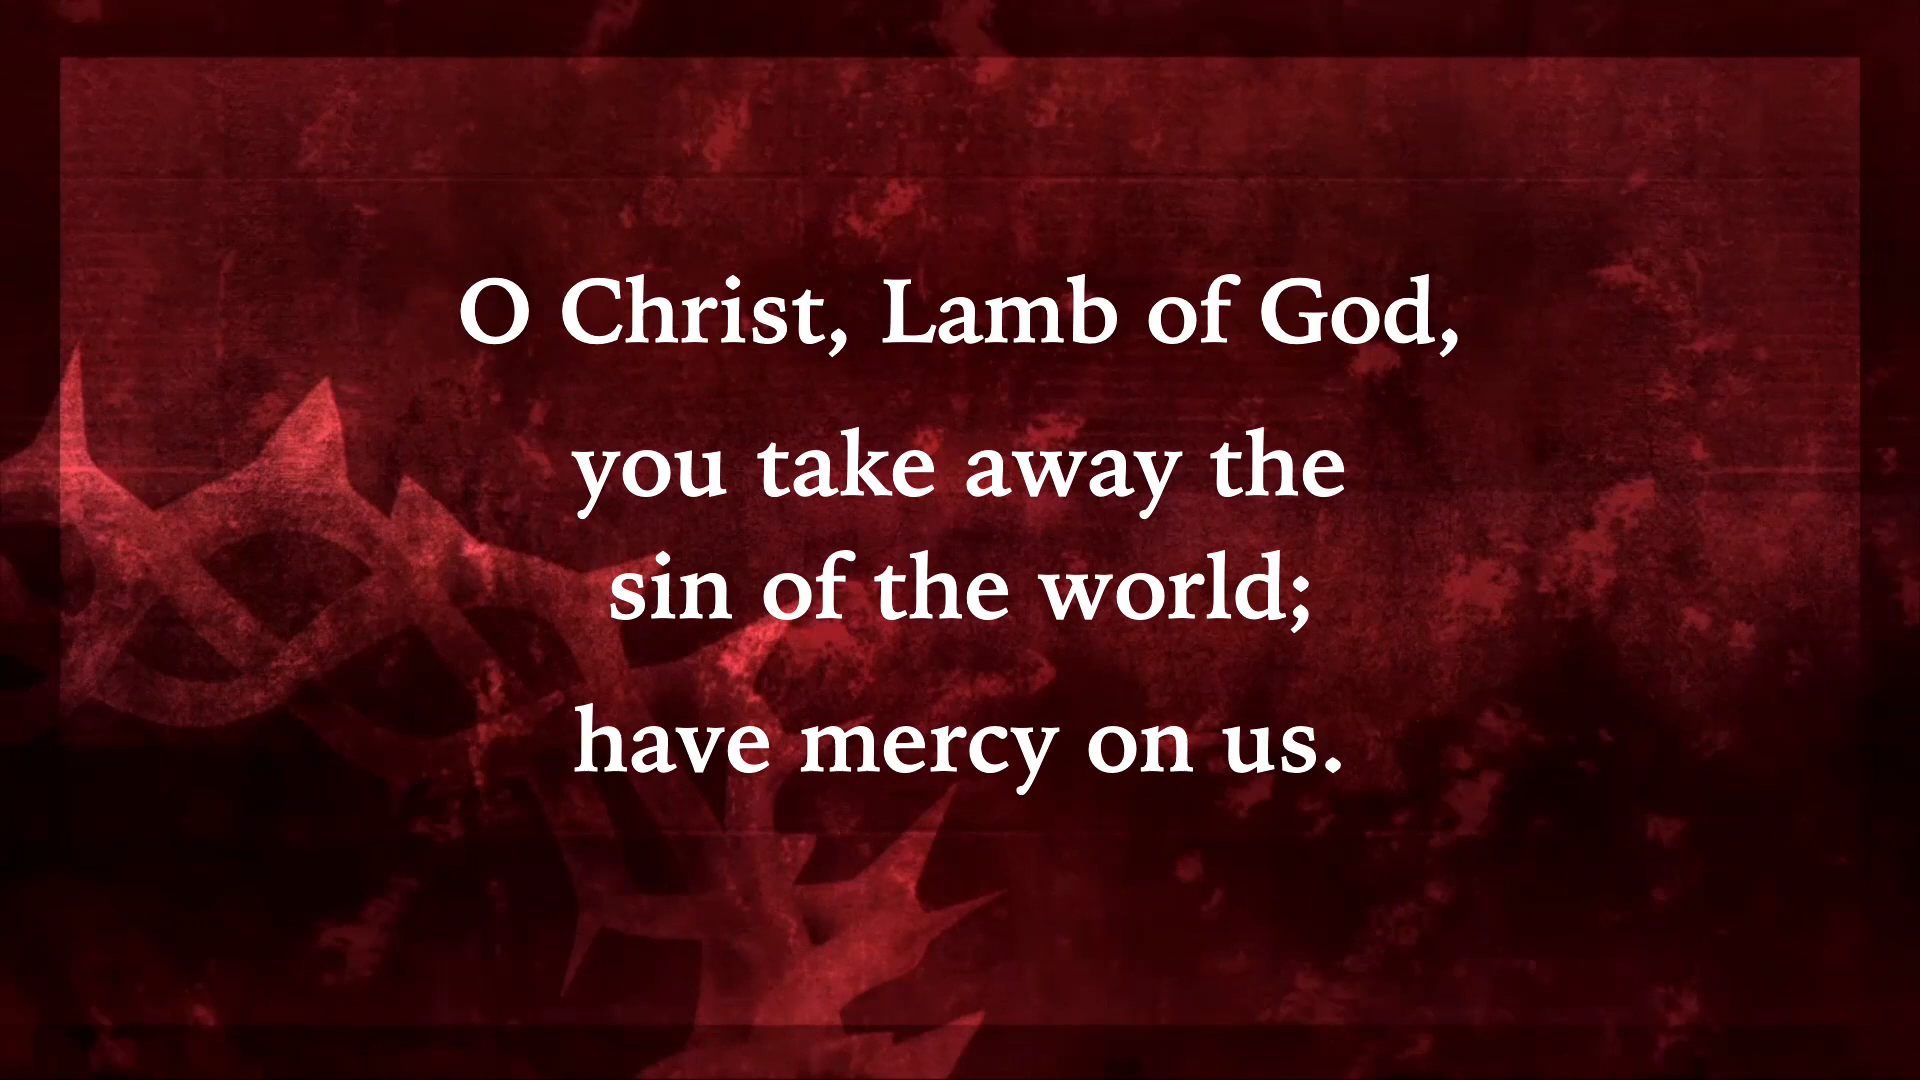 O Christ, Lamb of God,
you take away the
sin of the world;
have mercy on us.